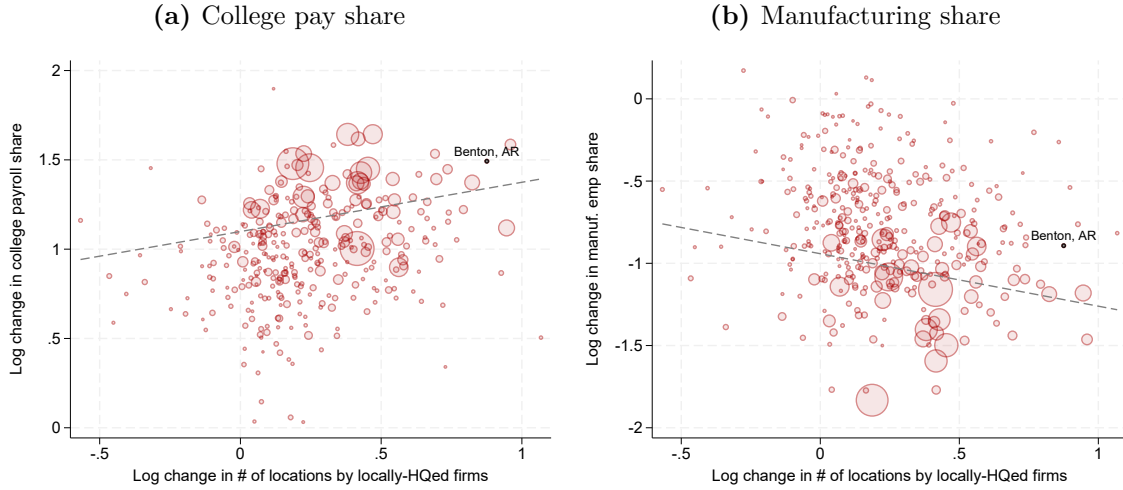 (a) College pay share
Log change in college payroll share
2
1.5
1
.5
0
Benton, AR
-.5
0
.5
1
Log change in # of locations by locally-HQed firms
(b) Manufacturing share
Log change in manuf. emp share
0
-.5
-1
-1.5
-2
Benton, AR
-.5
0
.5
1
Log change in # of locations by locally-HQed firms